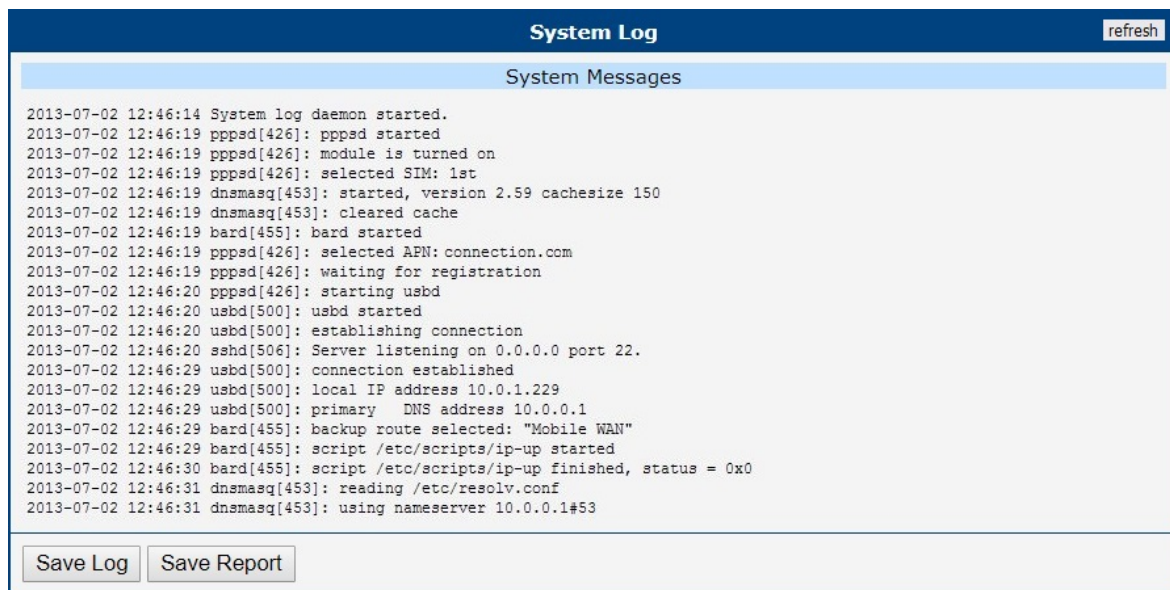 System Log
refresh
System Messages
2013-07-02 12:46:14 System log daemon started.
2013-07-02 12:46:19 pppsd[426]: pppsd started
2013-07-02 12:46:19 pppsd[426]: module is turned on
2013-07-02 12:46:19 pppsd[426]: selected SIM: 1st
2013-07-02 12:46:19 dnsmasq[453]: started, version 2.59 cachesize 150
2013-07-02 12:46:19 dnsmasq[453]: cleared cache
2013-07-02 12:46:19 bard[455]: bard started
2013-07-02 12:46:19 pppsd[426]: selected APN: connection.com
2013-07-02 12:46:19 pppsd[426]: waiting for registration
2013-07-02 12:46:20 pppsd[426]: starting usbd
2013-07-02 12:46:20 usbd[500]: usbd started
2013-07-02 12:46:20 usbd[500]: establishing connection
2013-07-02 12:46:20 sshd[506]: Server listening on 0.0.0.0 port 22.
2013-07-02 12:46:29 usbd[500]: connection established
2013-07-02 12:46:29 usbd[500]: local IP address 10.0.1.229
2013-07-02 12:46:29 usbd[500]: primary   DNS address 10.0.0.1
2013-07-02 12:46:29 bard[455]: backup route selected: "Mobile WAN"
2013-07-02 12:46:29 bard[455]: script /etc/scripts/ip-up started
2013-07-02 12:46:30 bard[455]: script /etc/scripts/ip-up finished, status = 0x0
2013-07-02 12:46:31 dnsmasq[453]: reading /etc/resolv.conf
2013-07-02 12:46:31 dnsmasq[453]: using nameserver 10.0.0.1#53
Save Log
Save Report